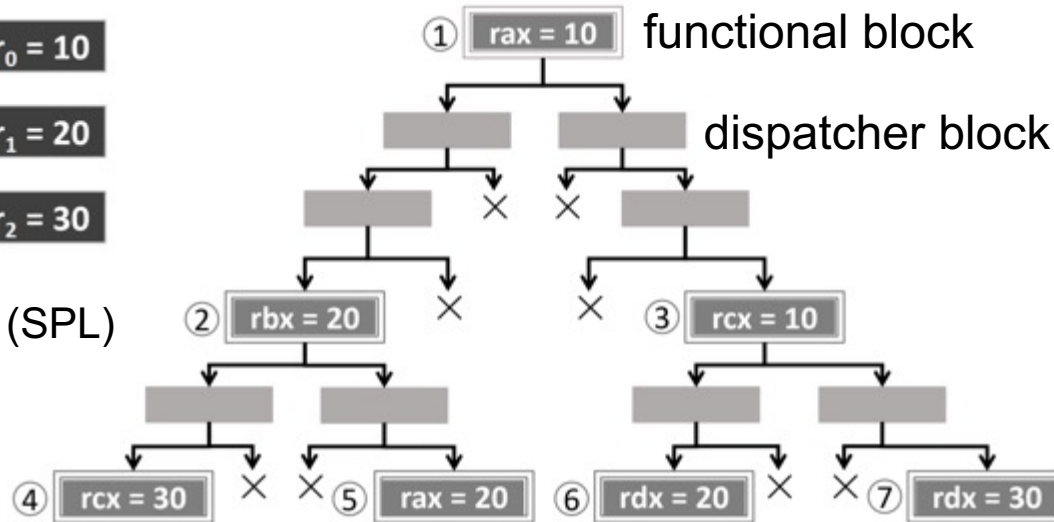 ① rax = 10 functional block
r₀ = 10
r₁ = 20
dispatcher block
r₂ = 30
(SPL)
② rbx = 20
③ rcx = 10
④ rcx = 30
⑤ rax = 20
⑥ rdx = 20
⑦ rdx = 30